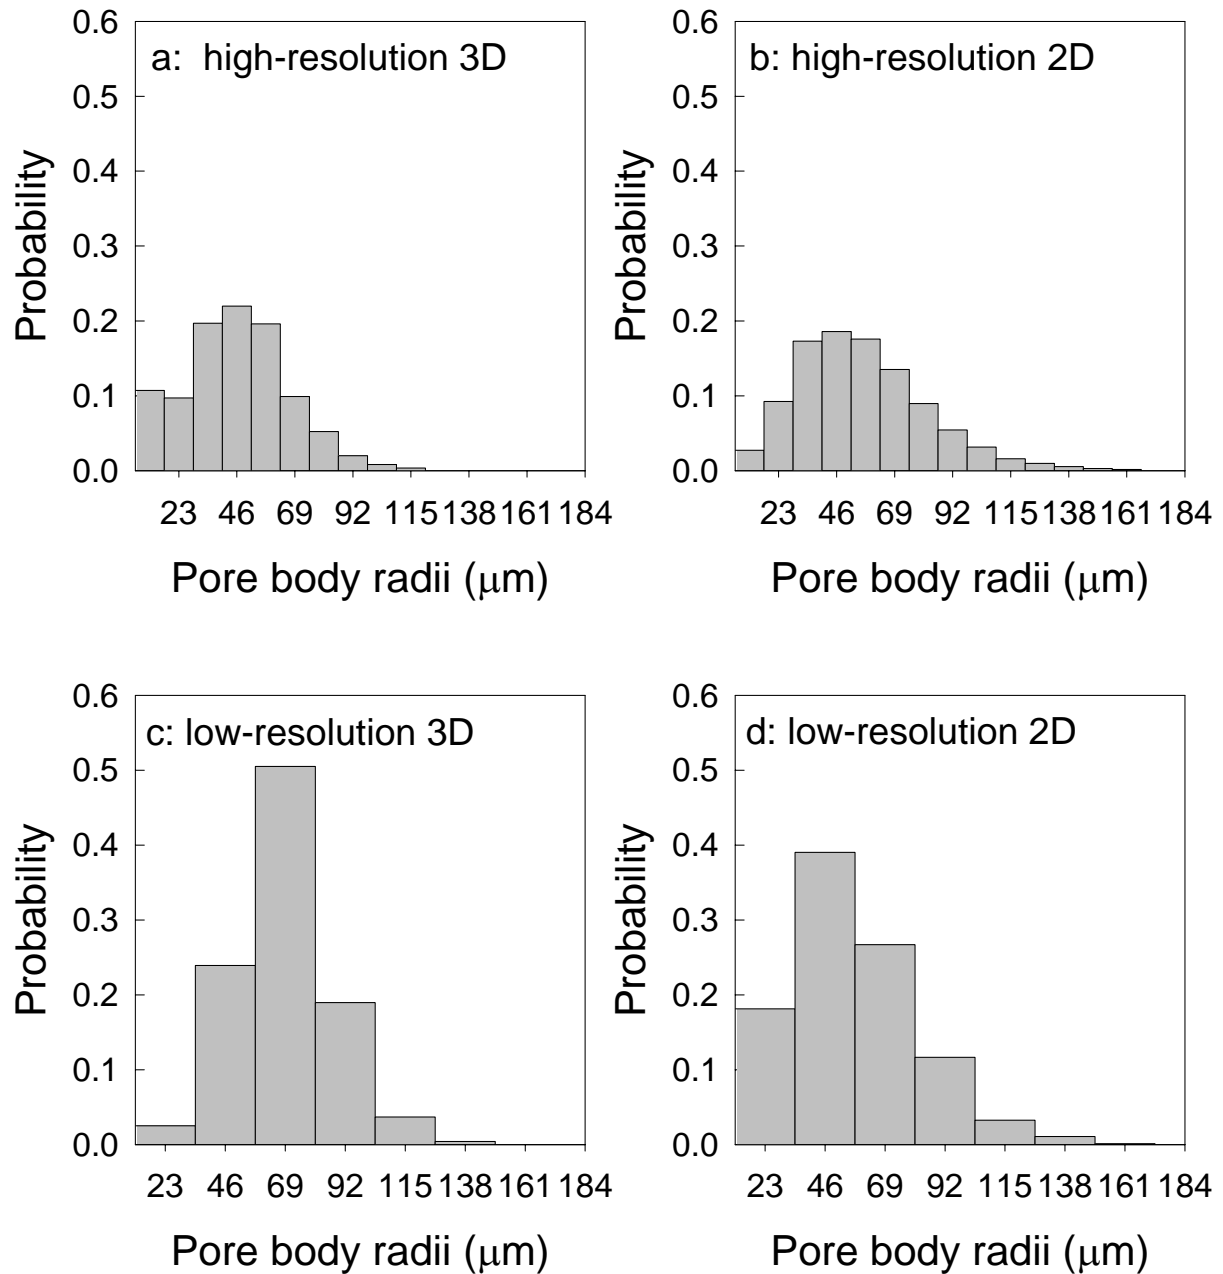 0.6
a:  high-resolution 3D
0.5
0.4
0.3
0.2
0.1
0.0
Probability
23 46 69 92 115 138 161 184
Pore body radii (μm)
0.6
b: high-resolution 2D
0.5
0.4
0.3
0.2
0.1
0.0
Probability
23 46 69 92 115 138 161 184
Pore body radii (μm)
0.6
c: low-resolution 3D
0.5
0.4
0.3
0.2
0.1
0.0
Probability
23 46 69 92 115 138 161 184
Pore body radii (μm)
0.6
d: low-resolution 2D
0.5
0.4
0.3
0.2
0.1
0.0
Probability
23 46 69 92 115 138 161 184
Pore body radii (μm)